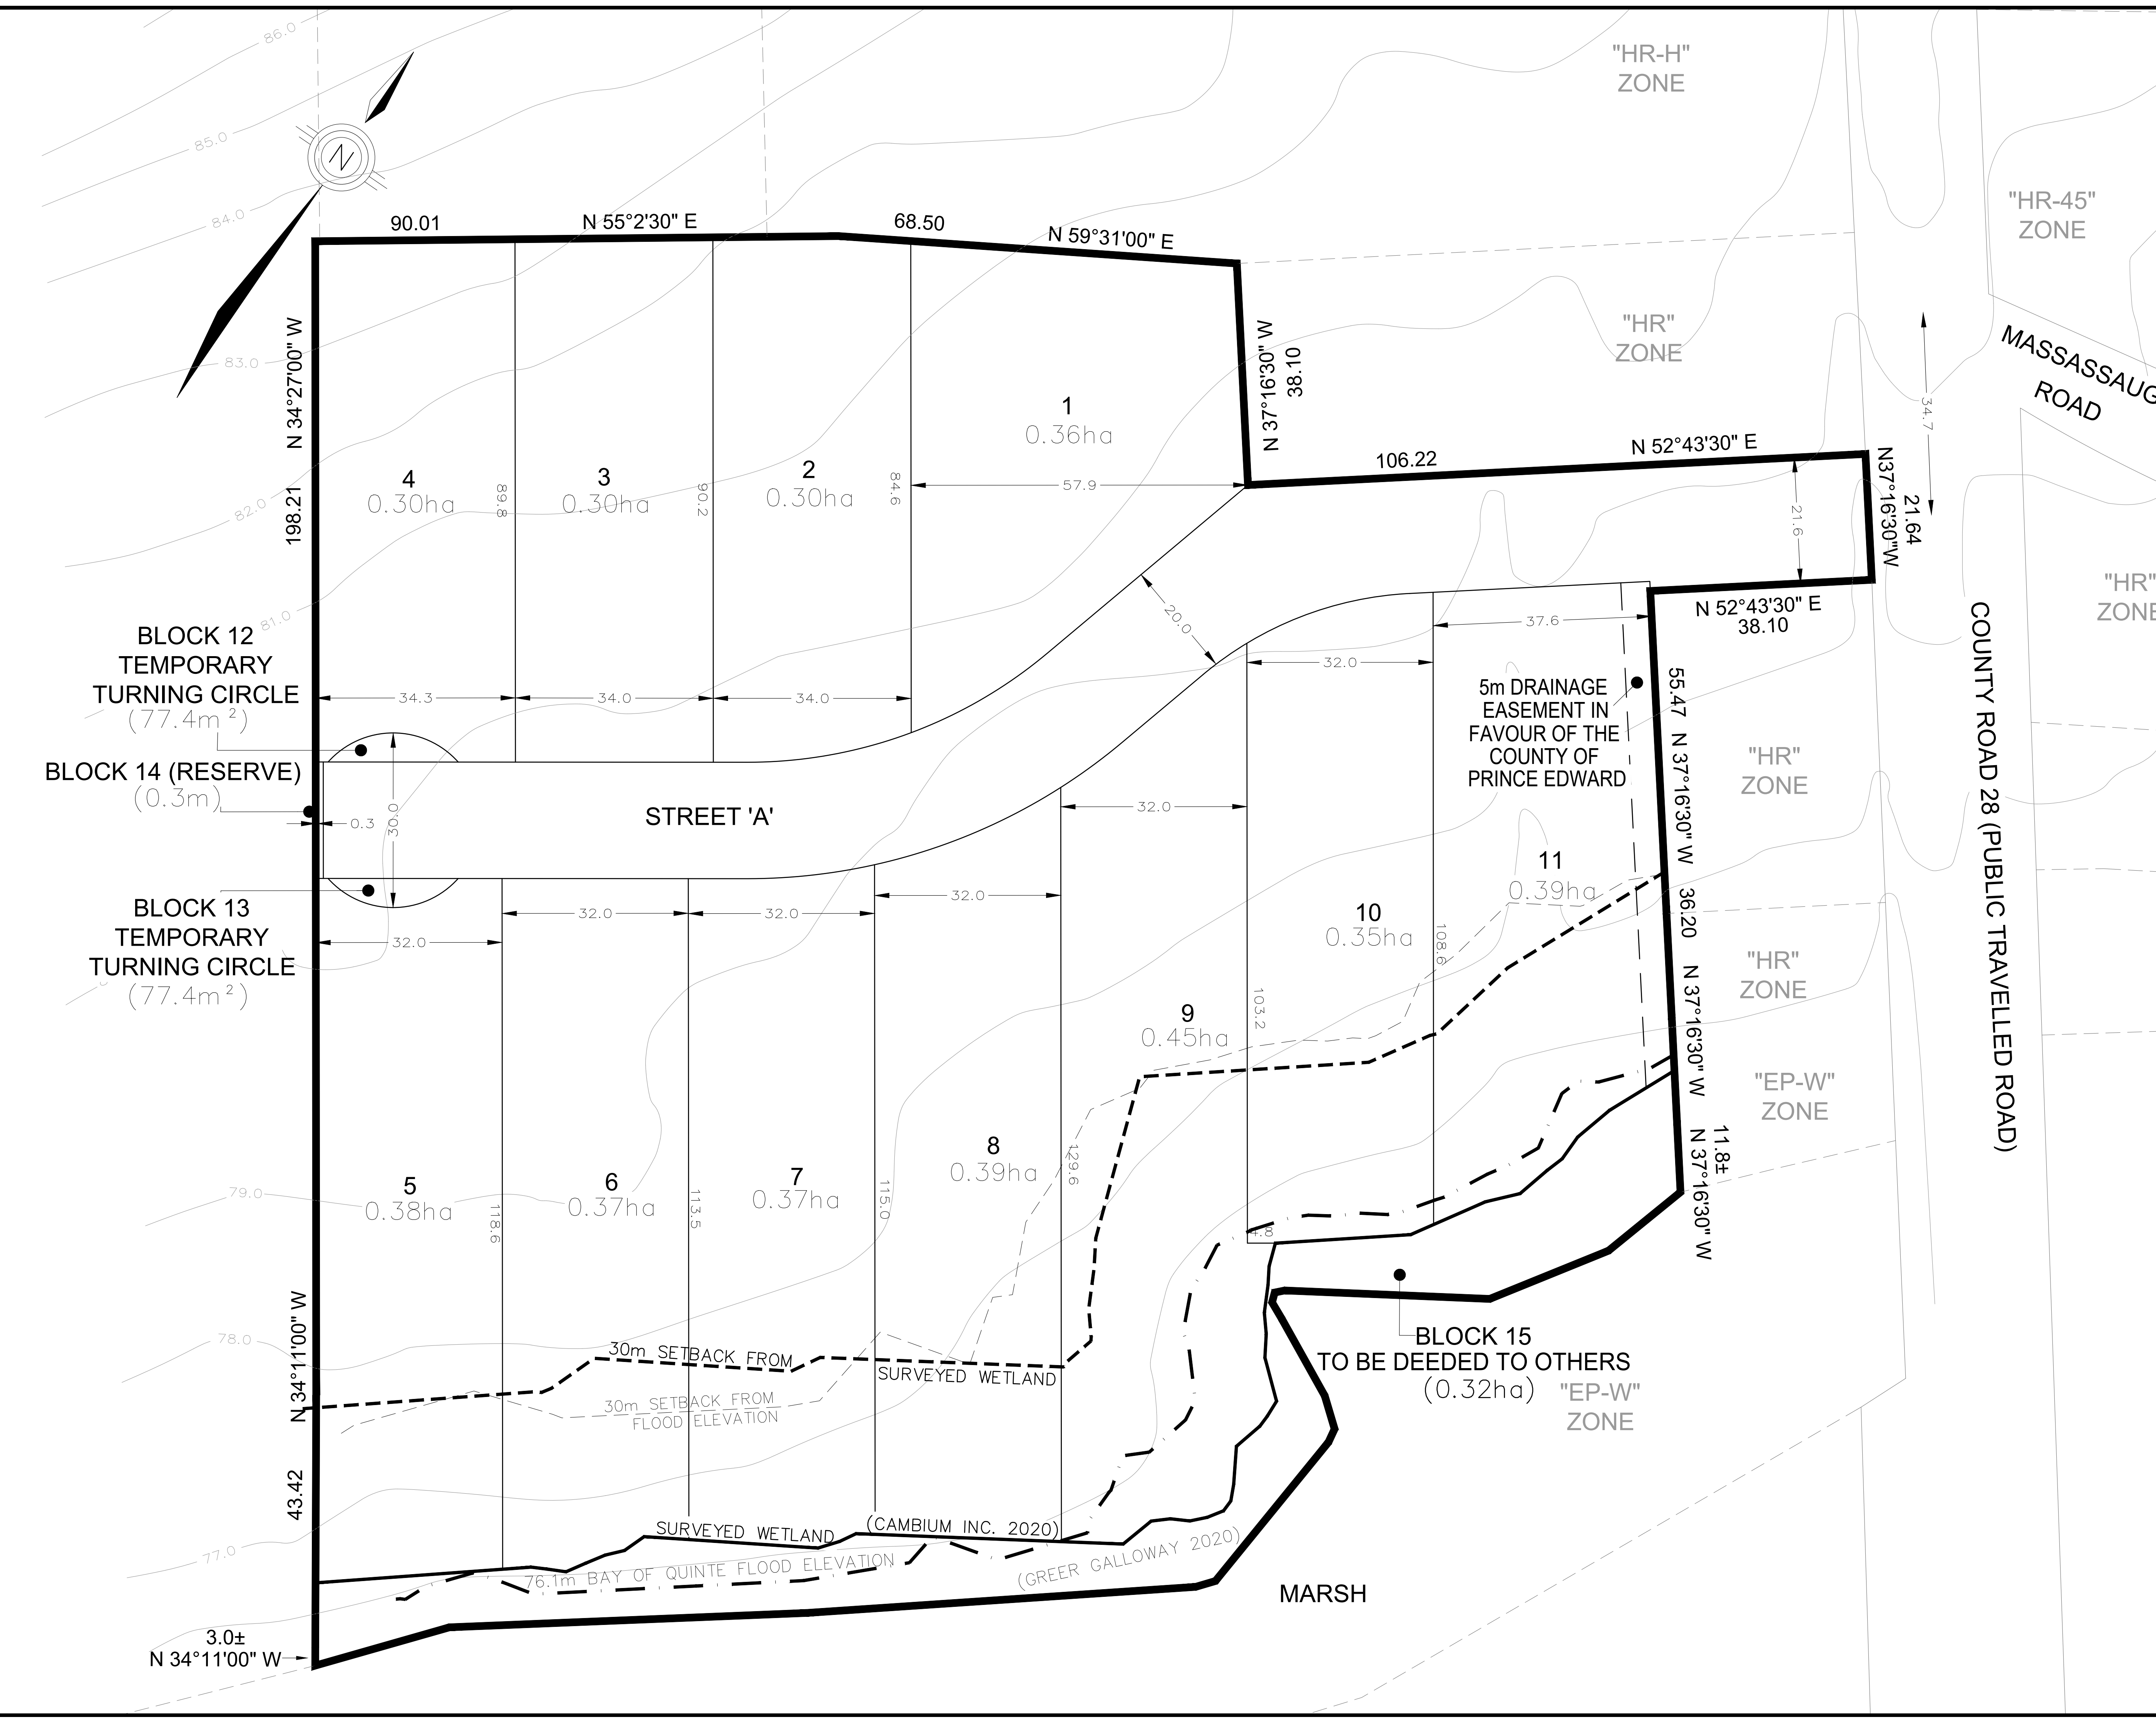 86.0
85.0
84.0
83.0
82.0
81.0
79.0
78.0
77.0
N
"HR-H"
ZONE
"HR-45"
ZONE
"HR"
ZONE
"HR"
ZONE
"HR"
ZONE
"EP-W"
ZONE
"EP-W"
ZONE
MASSASSAUG
ROAD
34.7
COUNTY ROAD 28 (PUBLIC TRAVELLED ROAD)
90.01
N 55°2'30" E
68.50
N 59°31'00" E
N 37°16'30" W
38.10
106.22
N 52°43'30" E
N37°16'30"W
21.64
21.6
N 52°43'30" E
38.10
N 34°27'00" W
198.21
1
0.36ha
2
0.30ha
3
0.30ha
4
0.30ha
89.8
90.2
84.6
57.9
34.3
34.0
34.0
20.0
37.6
32.0
BLOCK 12
TEMPORARY
TURNING CIRCLE
(77.4m²)
BLOCK 14 (RESERVE)
(0.3m)
0.3
30.0
STREET 'A'
BLOCK 13
TEMPORARY
TURNING CIRCLE
(77.4m²)
32.0
32.0
32.0
32.0
32.0
5m DRAINAGE
EASEMENT IN
FAVOUR OF THE
COUNTY OF
PRINCE EDWARD
55.47 N 37°16'30" W
36.20 N 37°16'30" W
11.8±
N 37°16'30" W
11
0.39ha
10
0.35ha
108.6
103.2
9
0.45ha
8
0.39ha
129.6
7
0.37ha
115.0
6
0.37ha
113.5
5
0.38ha
118.6
4.8
N 34°11'00" W
43.42
30m SETBACK FROM
SURVEYED WETLAND
30m SETBACK FROM
FLOOD ELEVATION
BLOCK 15
TO BE DEEDED TO OTHERS
(0.32ha)
SURVEYED WETLAND
(CAMBIUM INC. 2020)
76.1m BAY OF QUINTE FLOOD ELEVATION
(GREER GALLOWAY 2020)
MARSH
3.0±
N 34°11'00" W